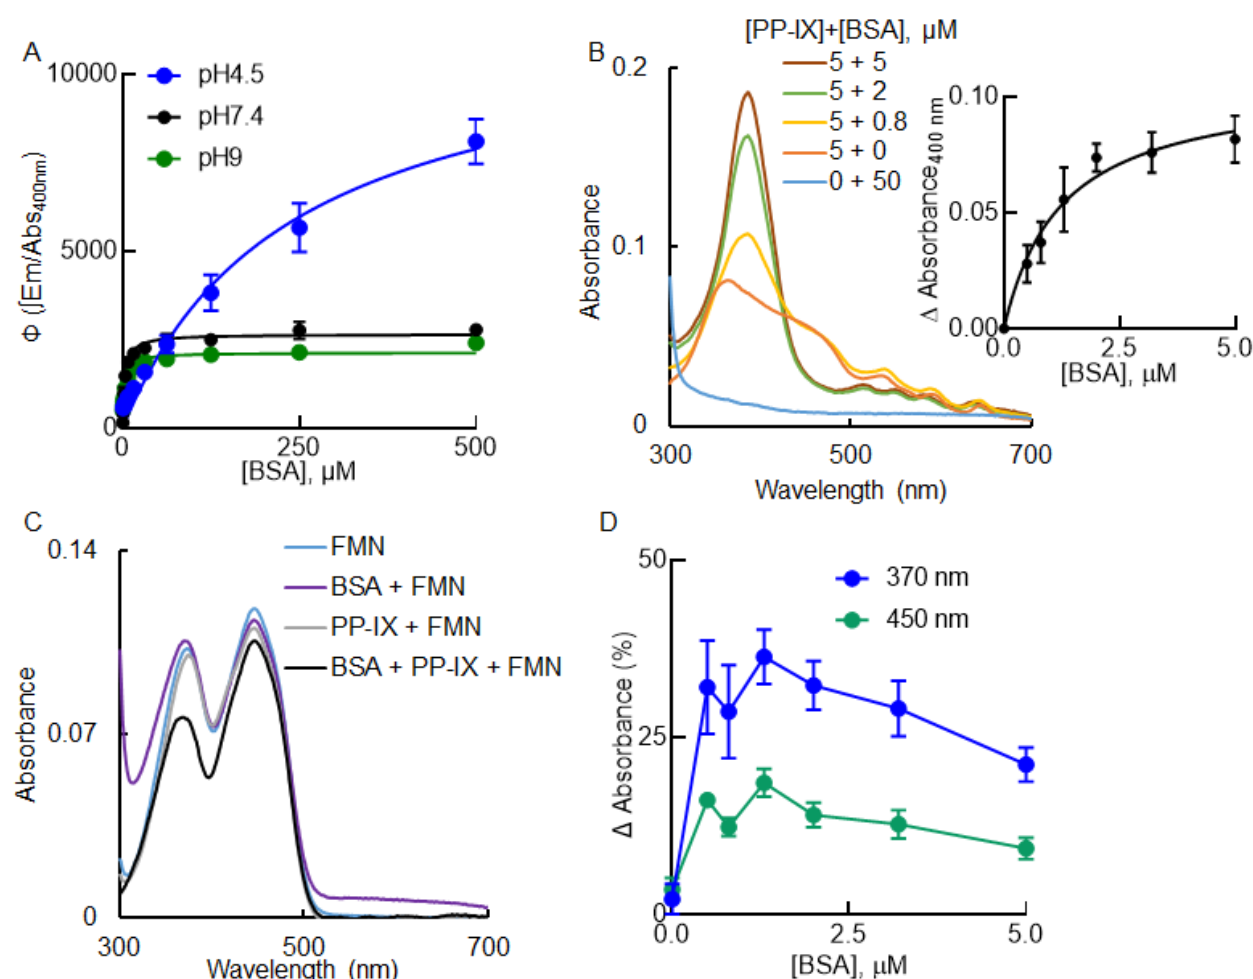 A
10000
5000
0
Φ (∫Em/Abs400nm)
pH4.5
pH7.4
pH9
0
250
500
[BSA], µM
B
[PP-IX]+[BSA], µM
5 + 5
5 + 2
5 + 0.8
5 + 0
0 + 50
0.2
0.1
0
Absorbance
300
500
700
Wavelength (nm)
Δ Absorbance400 nm
0.10
0.05
0.00
0.0
2.5
5.0
[BSA], µM
C
FMN
BSA + FMN
PP-IX + FMN
BSA + PP-IX + FMN
0.14
0.07
0
Absorbance
300
500
700
Wavelength (nm)
D
50
25
0
Δ Absorbance (%)
370 nm
450 nm
0.0
2.5
5.0
[BSA], µM